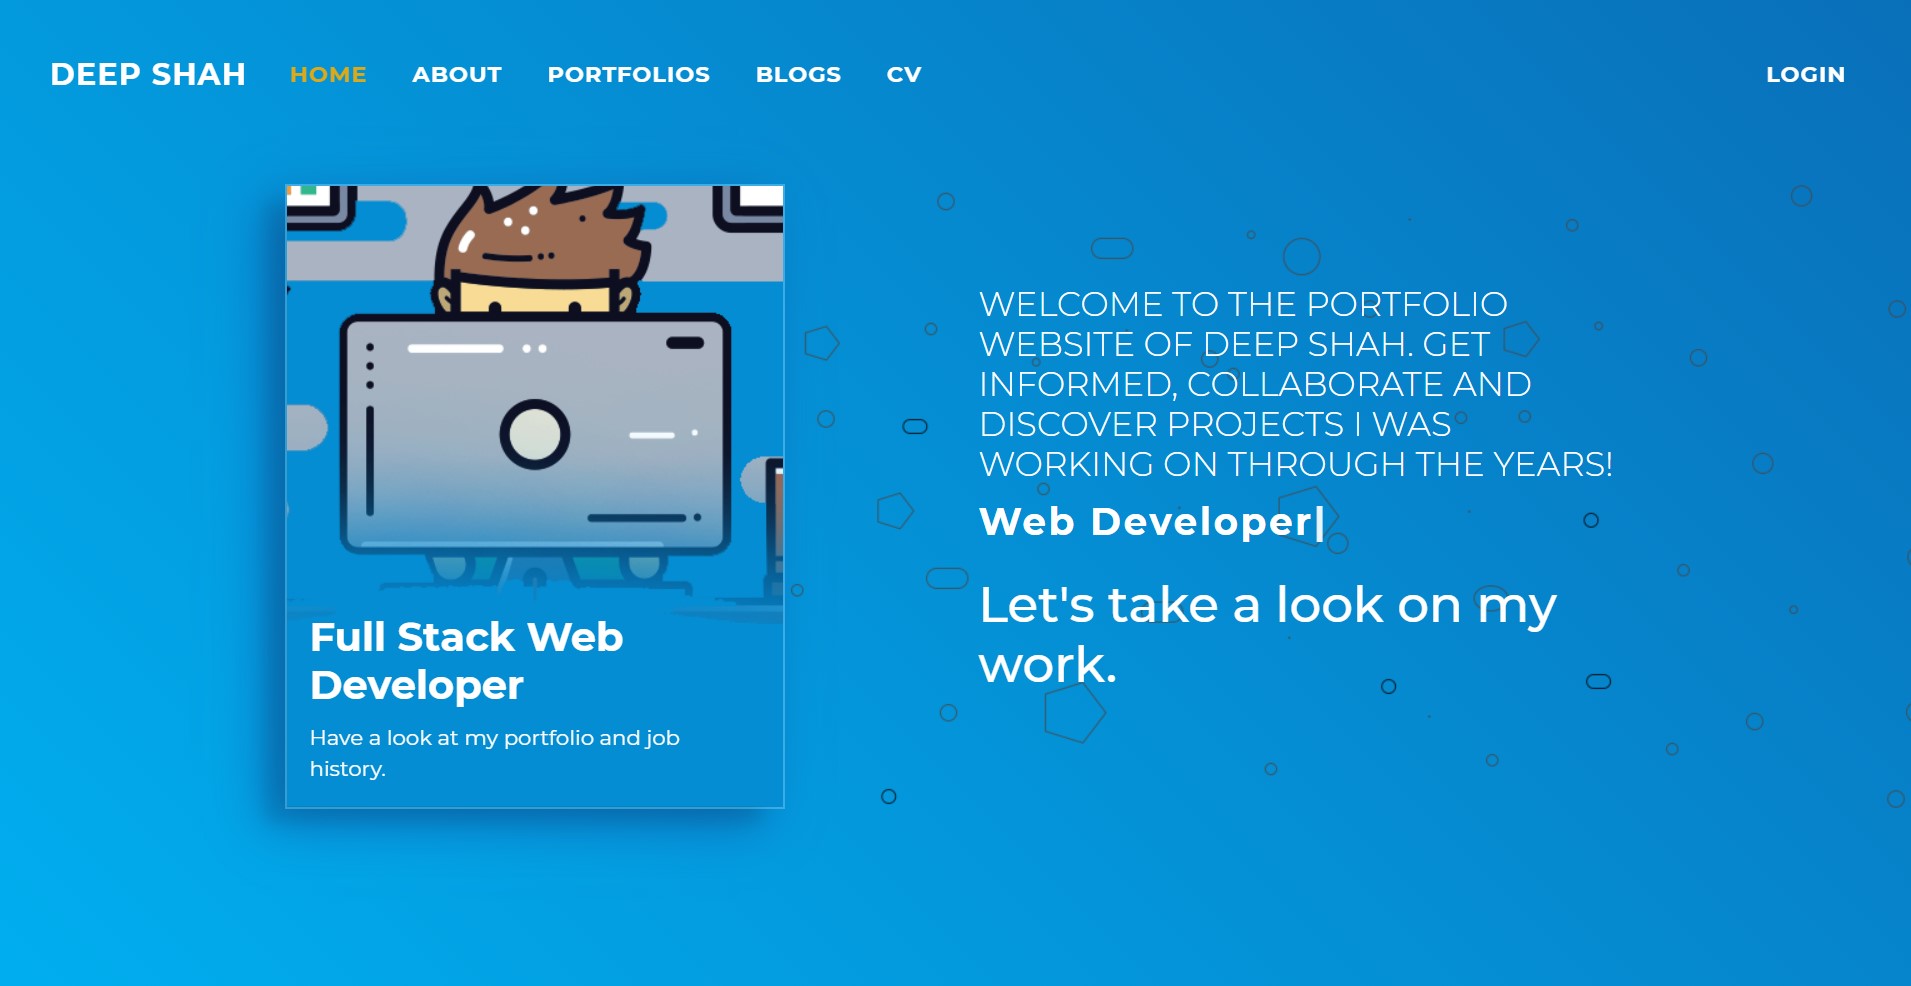 DEEP SHAH HOME ABOUT PORTFOLIOS BLOGS CV LOGIN
Full Stack Web
Developer
Have a look at my portfolio and job
history.
WELCOME TO THE PORTFOLIO
WEBSITE OF DEEP SHAH. GET
INFORMED, COLLABORATE AND
DISCOVER PROJECTS I WAS
WORKING ON THROUGH THE YEARS!
Web Developer|
Let's take a look on my
work.